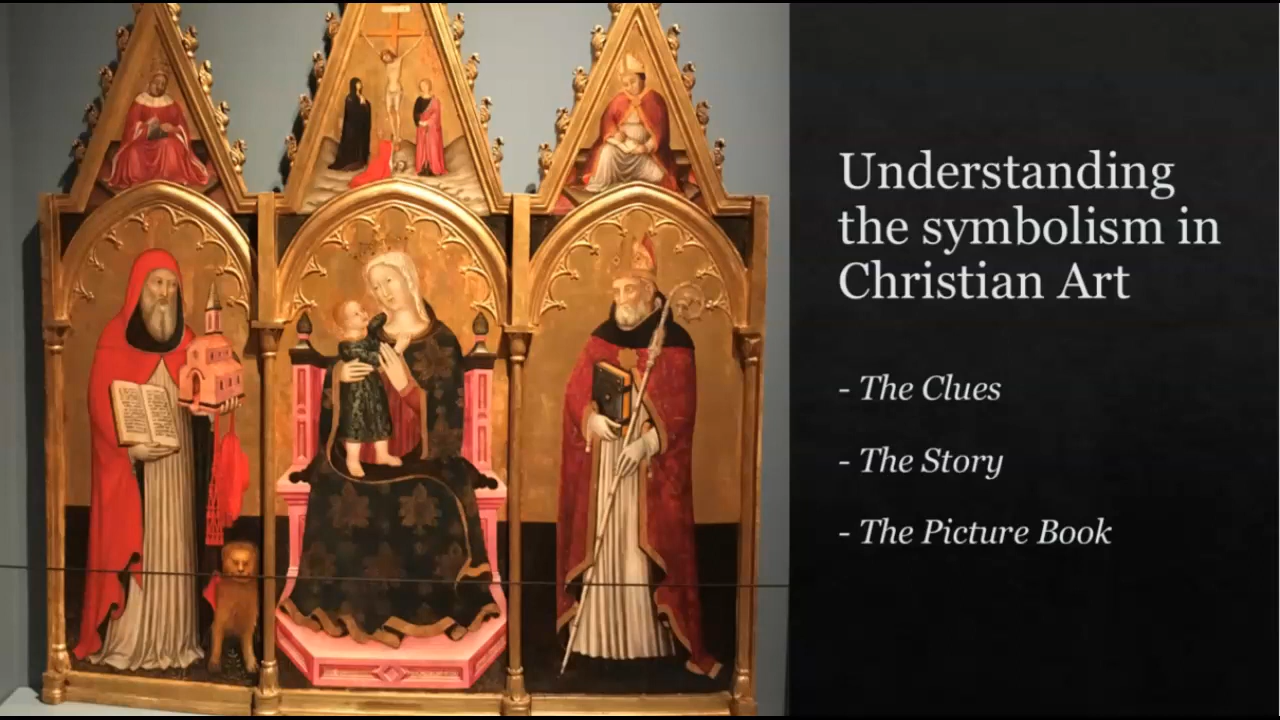 Understanding
the symbolism in
Christian Art
- The Clues
- The Story
- The Picture Book